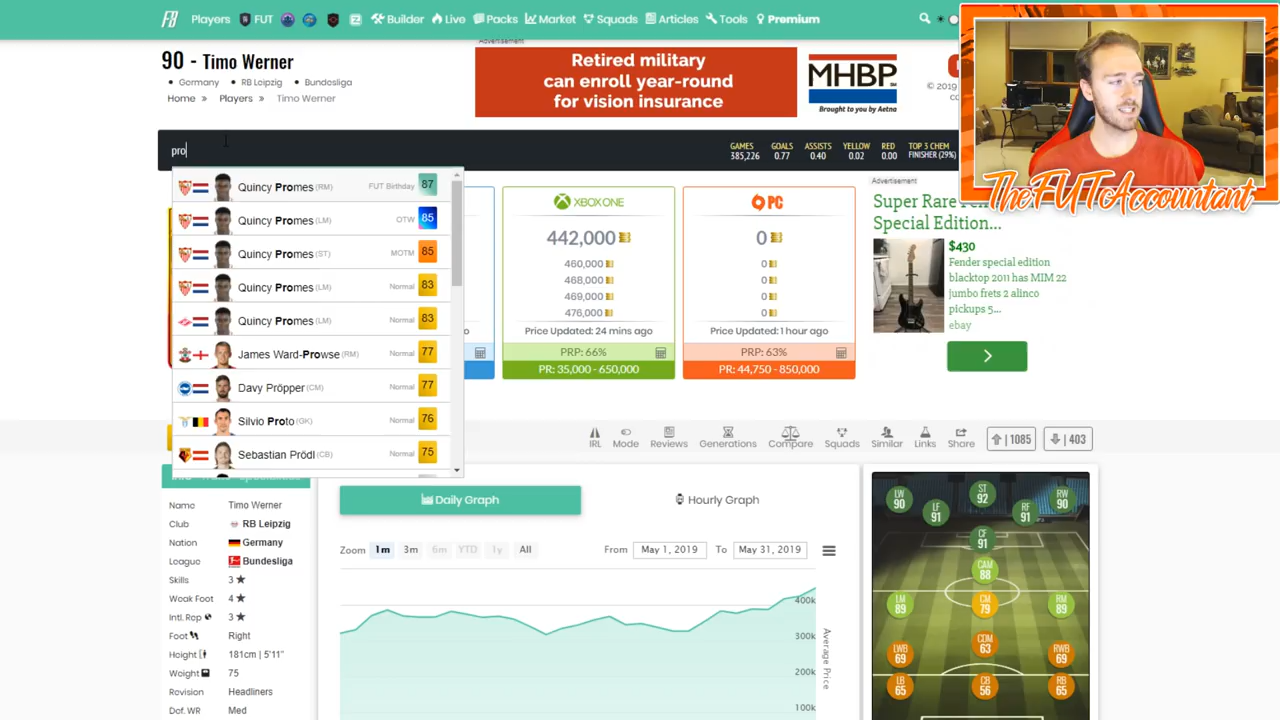 Players FUT Builder Live Packs Market Squads Articles Tools Premium
90 - Timo Werner
Germany RB Leipzig Bundesliga
Home » Players » Timo Werner
Advertisement
Retired military
can enroll year-round
for vision insurance
MHBP
Brought to you by Aetna
© 2019
TheFUTAccountant
pro
GAMES GOALS ASSISTS YELLOW RED TOP 3 CHEM
385,226 0.77 0.40 0.02 0.00 FINISHER (29%)
Quincy Promes (RM) FUT Birthday 87
Quincy Promes (LM) OTW 85
Quincy Promes (ST) MOTM 85
Quincy Promes (LM) Normal 83
Quincy Promes (LM) Normal 83
James Ward-Prowse (RM) Normal 77
Davy Pröpper (CM) Normal 77
Silvio Proto (GK) Normal 76
Sebastian Prödl (CB) Normal 75
XBOX ONE
442,000
460,000
468,000
469,000
476,000
Price Updated: 24 mins ago
PRP: 66%
PR: 35,000 - 650,000
PC
0
0
0
0
0
Price Updated: 1 hour ago
PRP: 63%
PR: 44,750 - 850,000
Advertisement
Super Rare
Special Edition...
$430
Fender special edition
blacktop 2011 has MIM 22
jumbo frets 2 alinco
pickups 5...
ebay
IRL Mode Reviews Generations Compare Squads Similar Links Share | 1085 | 403
Name Timo Werner
Club RB Leipzig
Nation Germany
League Bundesliga
Skills 3 ★
Weak Foot 4 ★
Intl. Rep 3 ★
Foot Right
Height 181cm | 5'11"
Weight 75
Revision Headliners
Def. WR Med
Daily Graph Hourly Graph
Zoom 1m 3m 6m YTD 1y All From May 1, 2019 To May 31, 2019
400k
300k
200k
100k
Average Price
LW 90
LF 91
ST 92
RF 91
RW 90
CF 91
CAM 88
LM 89
CM 79
RM 89
LWB 69
CDM 63
RWB 69
LB 65
CB 56
RB 65